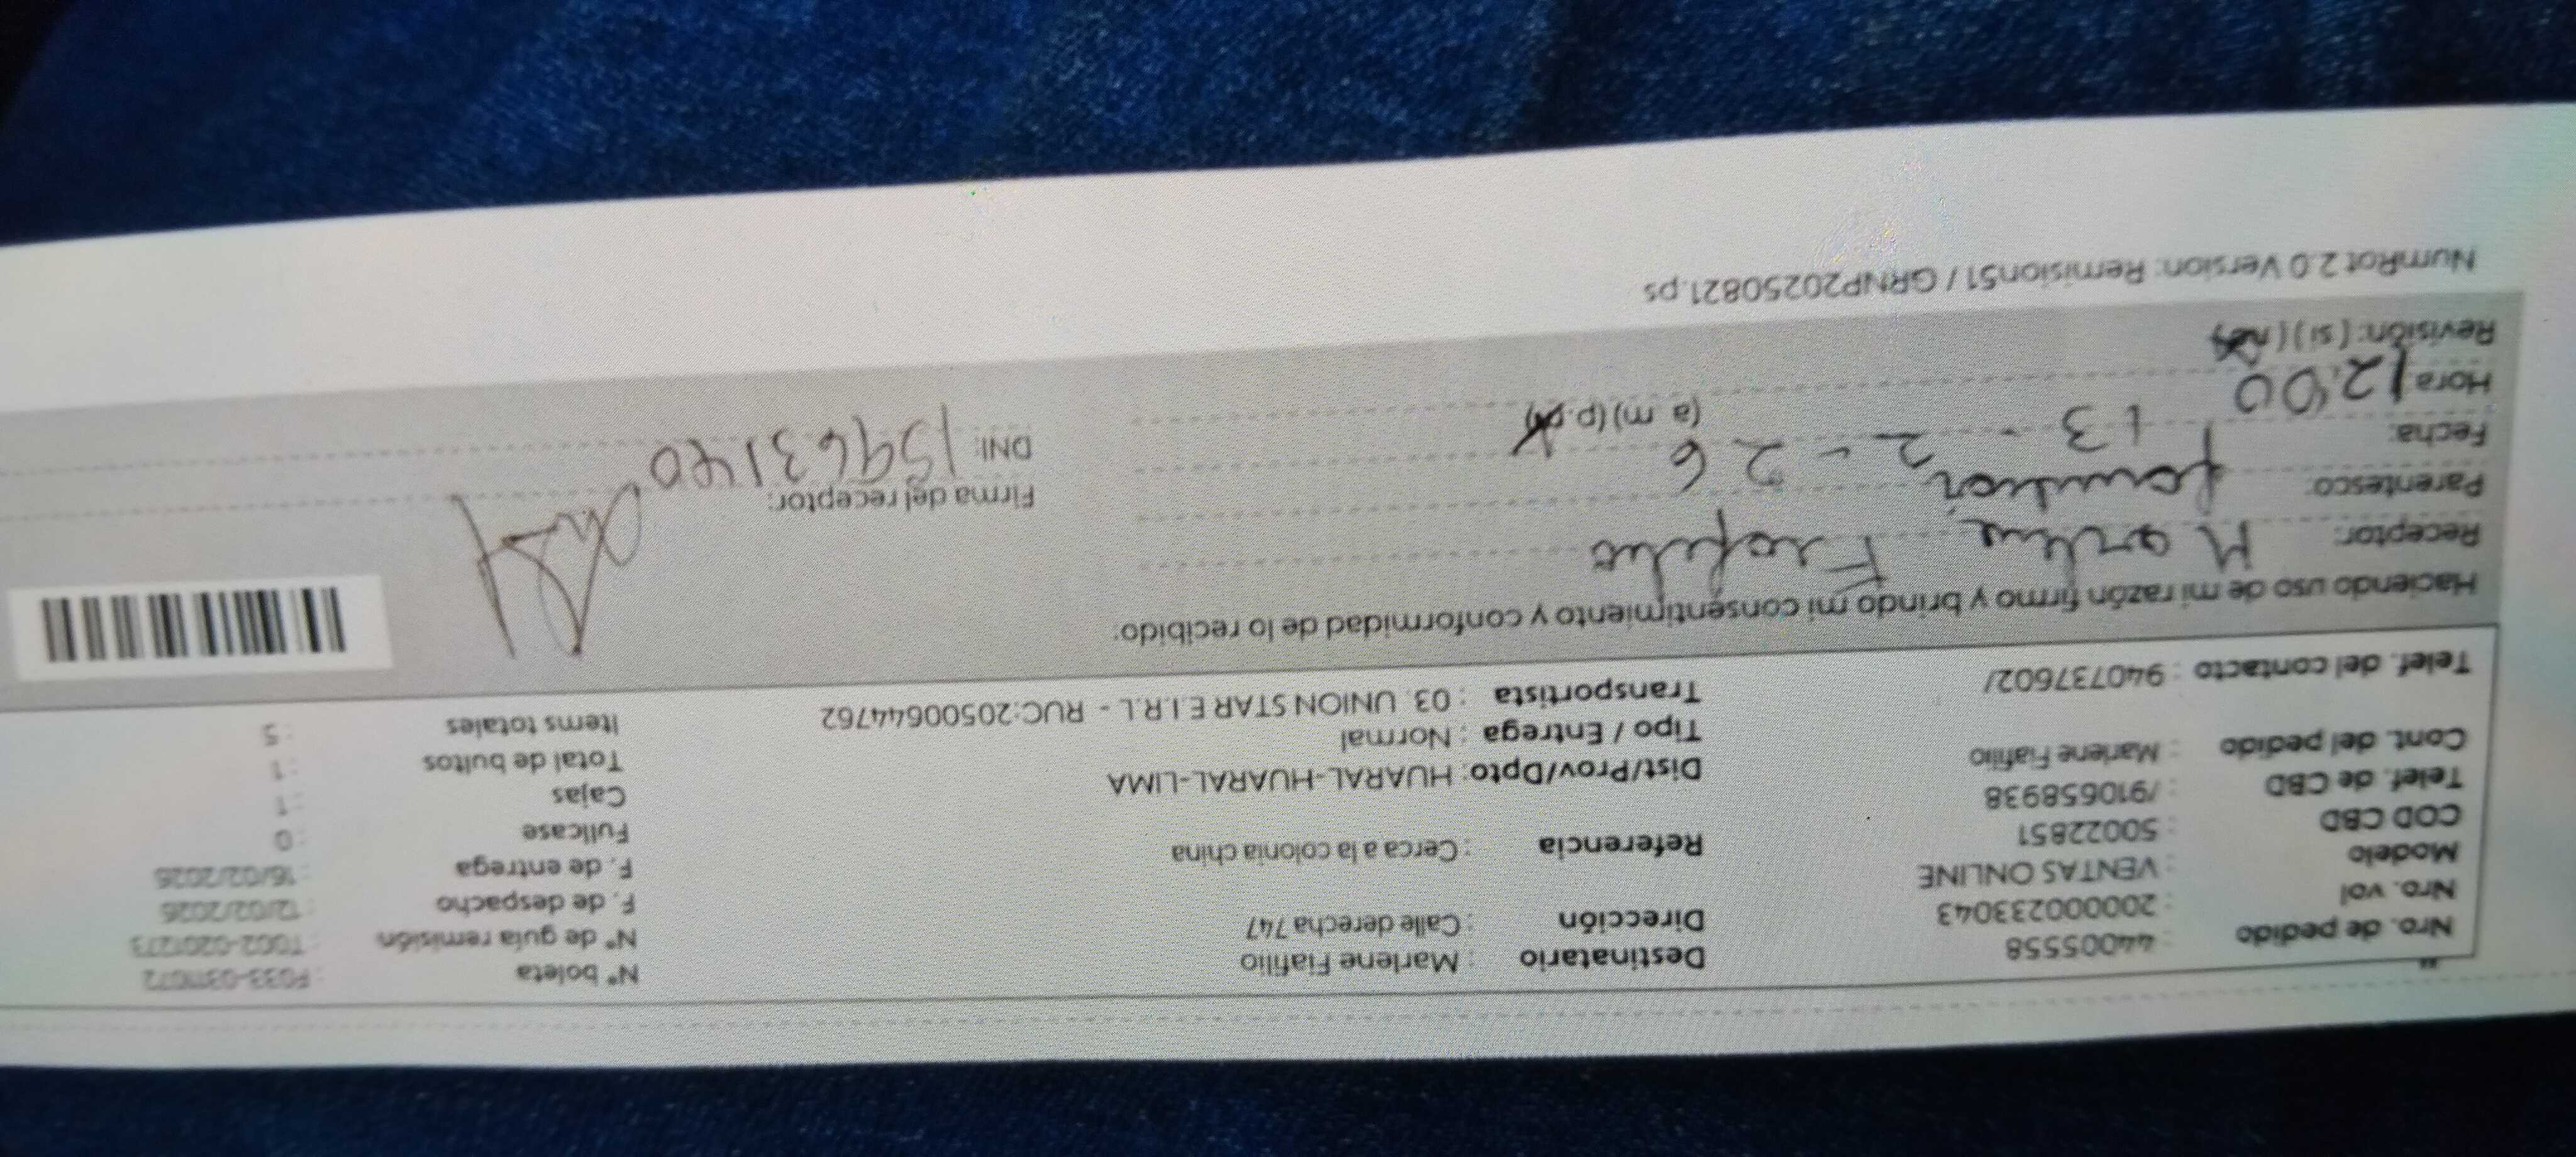 Nro. de pedido : 44005558
Nro. vol : 20000233043
Modelo : VENTAS ONLINE
COD CBD : 50022851
Telef. de CBD : /910658938
Cont. del pedido : Marlene Fiafilio
Telef. del contacto : 940737602/
Destinatario : Marlene Fiafilio
Dirección : Calle derecha 747
Referencia : Cerca a la colonia china
Dist/Prov/Dpto: HUARAL-HUARAL-LIMA
Tipo / Entrega : Normal
Transportista : 03. UNION STAR E.I.R.L - RUC:20500644762
N° boleta
N° de guía remisión : T002-0201273
F. de despacho : 12/02/2026
F. de entrega : 16/02/2026
Fullcase : 0
Cajas : 1
Total de bultos : 1
Items totales : 5
Haciendo uso de mi razón firmo y brindo mi consentimiento y conformidad de lo recibido:
Receptor:
Parentesco:
Fecha: 13 - 2 - 26
Hora 12:00 (a m) (p.m)
Revisión: (si) (no)
Firma del receptor:
DNI:
NumRot 2.0 Version: Remision51 / GRNP20250821.ps